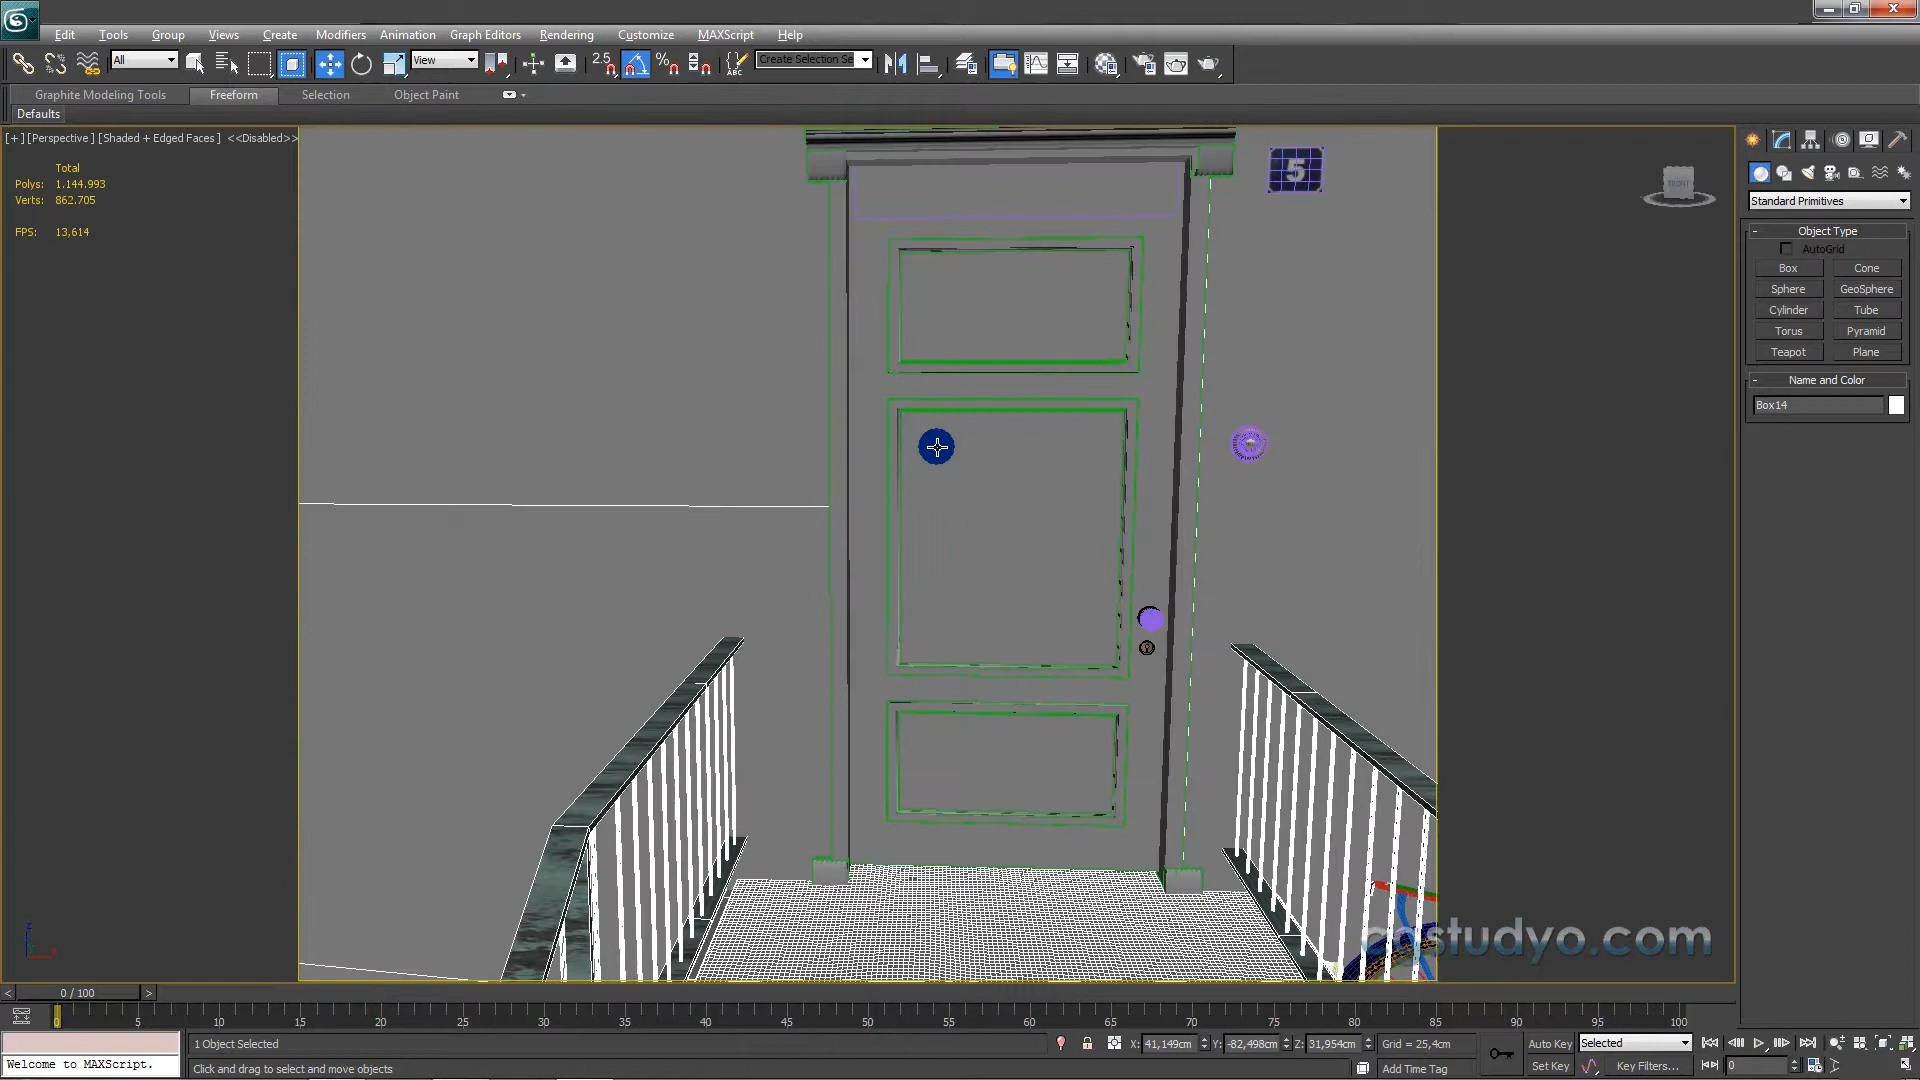 Edit Tools Group Views Create Modifiers Animation Graph Editors Rendering Customize MAXScript Help
All View 2.5 Create Selection Se
Graphite Modeling Tools Freeform Selection Object Paint
Defaults
[+] [Perspective ] [Shaded + Edged Faces ] <<Disabled>>
Total
Polys: 1.144.993
Verts: 862.705
FPS: 13,614
5
FRONT
Standard Primitives
- Object Type
AutoGrid
Box Cone
Sphere GeoSphere
Cylinder Tube
Torus Pyramid
Teapot Plane
- Name and Color
Box14
z
x
cgstudyo.com
< 0 / 100 >
0 5 10 15 20 25 30 35 40 45 50 55 60 65 70 75 80 85 90 95 100
1 Object Selected X: 41,149cm Y: -82,498cm Z: 31,954cm Grid = 25,4cm Auto Key Selected
Welcome to MAXScript. Click and drag to select and move objects Add Time Tag Set Key Key Filters... 0